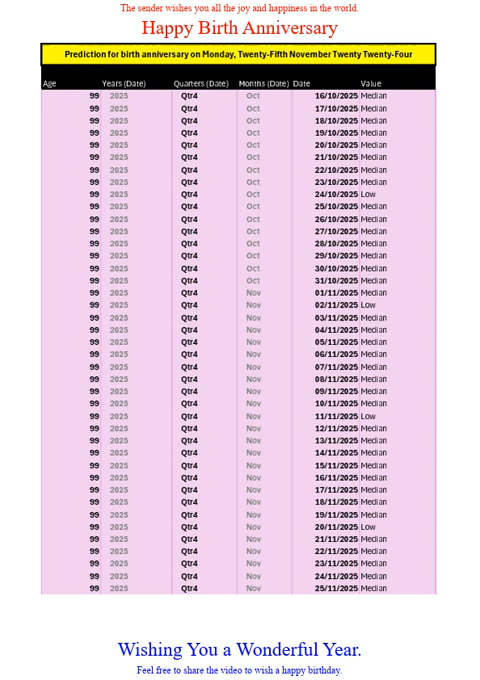 The sender wishes you all the joy and happiness in the world.
Happy Birth Anniversary
Prediction for birth anniversary on Monday, Twenty-Fifth November Twenty Twenty-Four
Age Years (Date) Quarters (Date) Months (Date) Date Value
99 2025 Qtr4 Oct 16/10/2025 Median
99 2025 Qtr4 Oct 17/10/2025 Median
99 2025 Qtr4 Oct 18/10/2025 Median
99 2025 Qtr4 Oct 19/10/2025 Median
99 2025 Qtr4 Oct 20/10/2025 Median
99 2025 Qtr4 Oct 21/10/2025 Median
99 2025 Qtr4 Oct 22/10/2025 Median
99 2025 Qtr4 Oct 23/10/2025 Median
99 2025 Qtr4 Oct 24/10/2025 Low
99 2025 Qtr4 Oct 25/10/2025 Median
99 2025 Qtr4 Oct 26/10/2025 Median
99 2025 Qtr4 Oct 27/10/2025 Median
99 2025 Qtr4 Oct 28/10/2025 Median
99 2025 Qtr4 Oct 29/10/2025 Median
99 2025 Qtr4 Oct 30/10/2025 Median
99 2025 Qtr4 Oct 31/10/2025 Median
99 2025 Qtr4 Nov 01/11/2025 Median
99 2025 Qtr4 Nov 02/11/2025 Low
99 2025 Qtr4 Nov 03/11/2025 Median
99 2025 Qtr4 Nov 04/11/2025 Median
99 2025 Qtr4 Nov 05/11/2025 Median
99 2025 Qtr4 Nov 06/11/2025 Median
99 2025 Qtr4 Nov 07/11/2025 Median
99 2025 Qtr4 Nov 08/11/2025 Median
99 2025 Qtr4 Nov 09/11/2025 Median
99 2025 Qtr4 Nov 10/11/2025 Median
99 2025 Qtr4 Nov 11/11/2025 Low
99 2025 Qtr4 Nov 12/11/2025 Median
99 2025 Qtr4 Nov 13/11/2025 Median
99 2025 Qtr4 Nov 14/11/2025 Median
99 2025 Qtr4 Nov 15/11/2025 Median
99 2025 Qtr4 Nov 16/11/2025 Median
99 2025 Qtr4 Nov 17/11/2025 Median
99 2025 Qtr4 Nov 18/11/2025 Median
99 2025 Qtr4 Nov 19/11/2025 Median
99 2025 Qtr4 Nov 20/11/2025 Low
99 2025 Qtr4 Nov 21/11/2025 Median
99 2025 Qtr4 Nov 22/11/2025 Median
99 2025 Qtr4 Nov 23/11/2025 Median
99 2025 Qtr4 Nov 24/11/2025 Median
99 2025 Qtr4 Nov 25/11/2025 Median
Wishing You a Wonderful Year.
Feel free to share the video to wish a happy birthday.